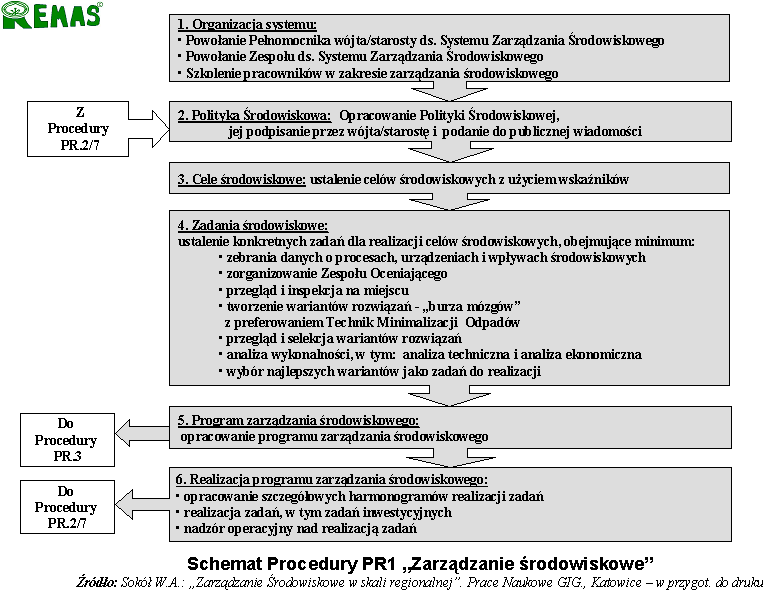 REMAS
1. Organizacja systemu:
• Powołanie Pełnomocnika wójta/starosty ds. Systemu Zarządzania Środowiskowego
• Powołanie Zespołu ds. Systemu Zarządzania Środowiskowego
• Szkolenie pracowników w zakresie zarządzania środowiskowego
Z
Procedury
PR.2/7
2. Polityka Środowiskowa: Opracowanie Polityki Środowiskowej,
jej podpisanie przez wójta/starostę i podanie do publicznej wiadomości
3. Cele środowiskowe: ustalenie celów środowiskowych z użyciem wskaźników
4. Zadania środowiskowe:
ustalenie konkretnych zadań dla realizacji celów środowiskowych, obejmujące minimum:
• zebrania danych o procesach, urządzeniach i wpływach środowiskowych
• zorganizowanie Zespołu Oceniającego
• przegląd i inspekcja na miejscu
• tworzenie wariantów rozwiązań - „burza mózgów”
z preferowaniem Technik Minimalizacji Odpadów
• przegląd i selekcja wariantów rozwiązań
• analiza wykonalności, w tym: analiza techniczna i analiza ekonomiczna
• wybór najlepszych wariantów jako zadań do realizacji
Do
Procedury
PR.3
5. Program zarządzania środowiskowego:
opracowanie programu zarządzania środowiskowego
Do
Procedury
PR.2/7
6. Realizacja programu zarządzania środowiskowego:
• opracowanie szczegółowych harmonogramów realizacji zadań
• realizacja zadań, w tym zadań inwestycyjnych
• nadzór operacyjny nad realizacją zadań
Schemat Procedury PR1 „Zarządzanie środowiskowe”
Źródło: Sokół W.A.: „Zarządzanie Środowiskowe w skali regionalnej”. Prace Naukowe GIG., Katowice – w przygot. do druku